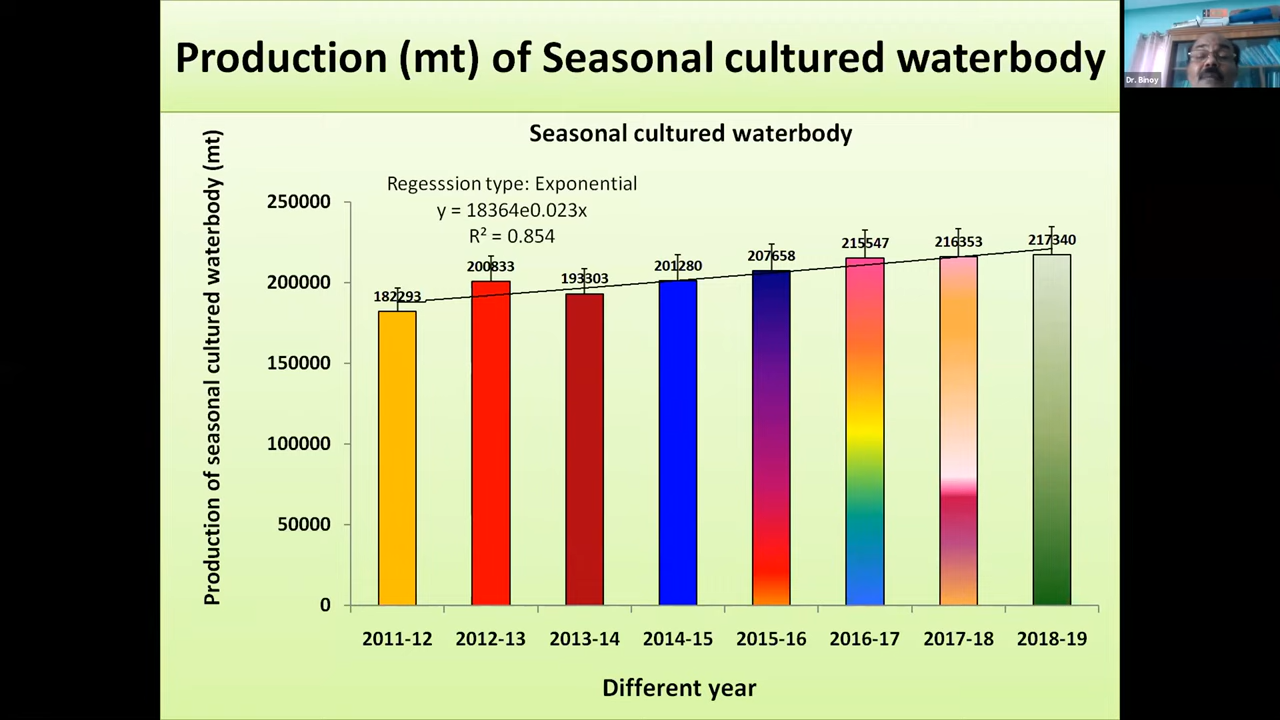 Production (mt) of Seasonal cultured waterbody
Dr. Binoy
Seasonal cultured waterbody
Production of seasonal cultured waterbody (mt)
Regesssion type: Exponential
y = 18364e0.023x
R² = 0.854
250000
200000
150000
100000
50000
0
182293
200833
193303
201280
207658
215547
216353
217340
2011-12
2012-13
2013-14
2014-15
2015-16
2016-17
2017-18
2018-19
Different year